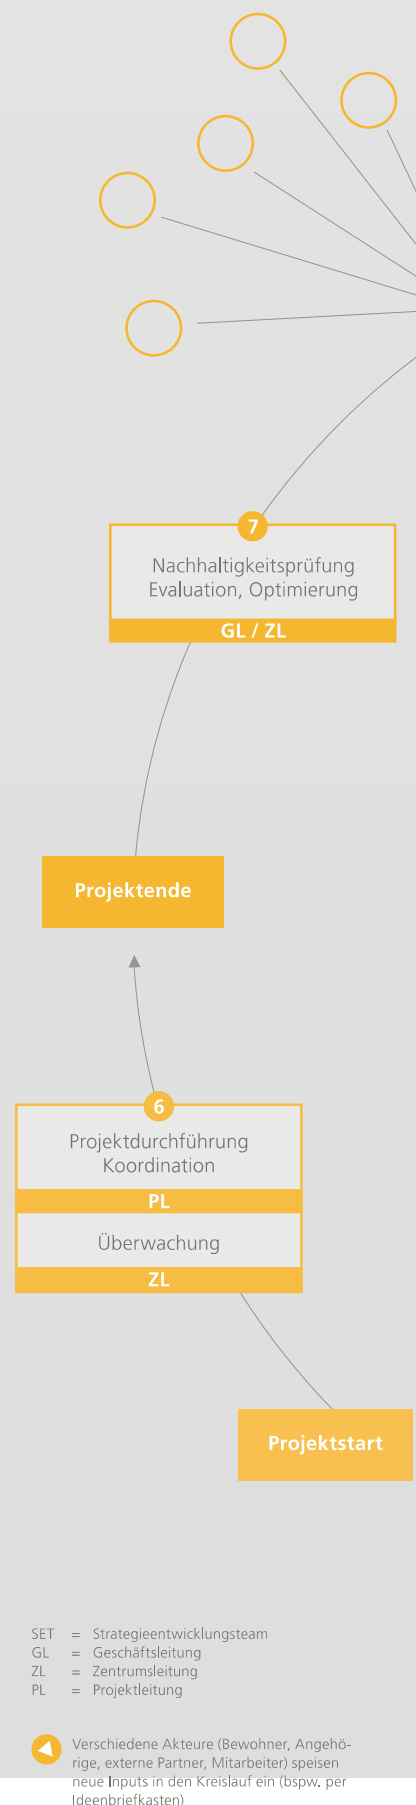 7
Nachhaltigkeitsprüfung
Evaluation, Optimierung
GL / ZL
Projektende
6
Projektdurchführung
Koordination
PL
Überwachung
ZL
Projektstart
SET = Strategieentwicklungsteam
GL = Geschäftsleitung
ZL = Zentrumsleitung
PL = Projektleitung
Verschiedene Akteure (Bewohner, Angehö-
rige, externe Partner, Mitarbeiter) speisen
neue Inputs in den Kreislauf ein (bspw. per
Ideenbriefkasten)